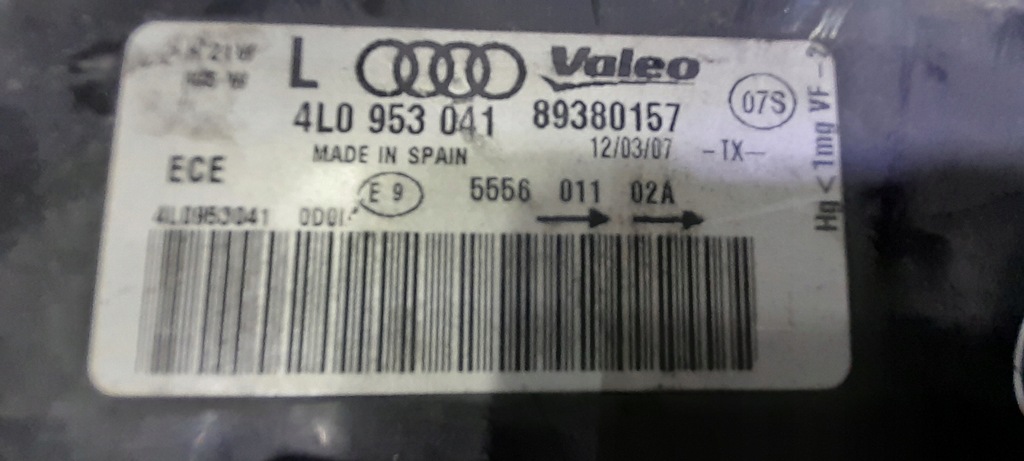 L Valeo
4L0 953 041 89380157 07S
MADE IN SPAIN 12/03/07 -TX-
ECE
E 9 5556 011 02A
4L0953041
Hg < 1mg VF-